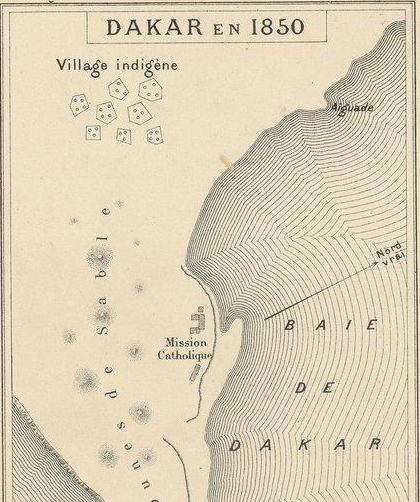 DAKAR EN 1850
Village indigène
Aiguade
Nord
vrai
BAIE
DE
DAKAR
Mission
Catholique
Dunes de Sable